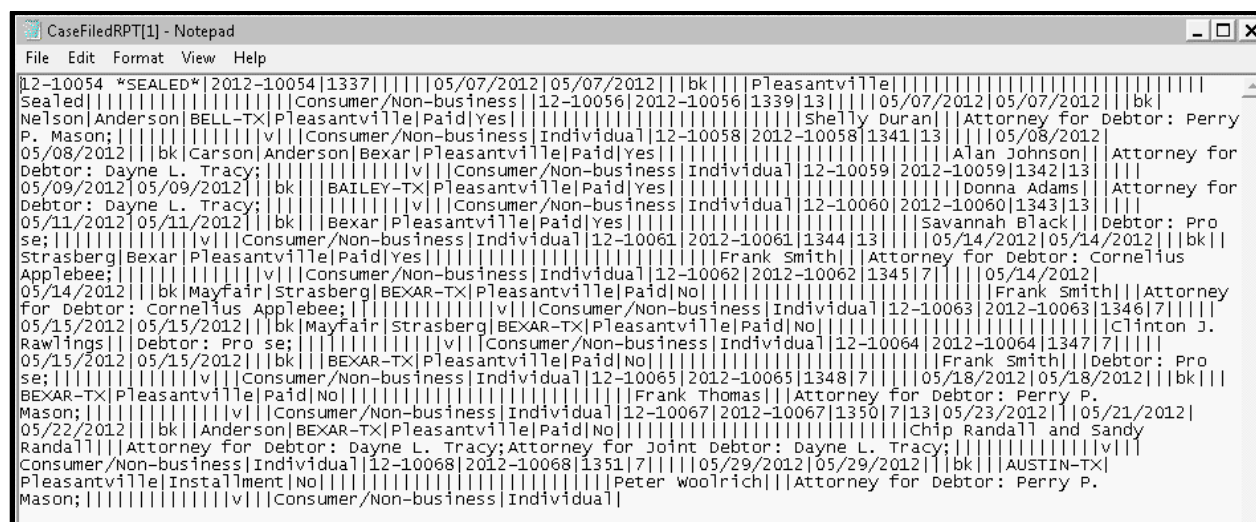 CaseFiledRPT[1] - Notepad
File Edit Format View Help
12-10054 *SEALED*|2012-10054|1337||||||05/07/2012|05/07/2012|||bk||||Pleasantville||||||||||||||||||||||||||||
Sealed||||||||||||||||||||Consumer/Non-business||12-10056|2012-10056|1339|13|||||05/07/2012|05/07/2012|||bk|
Nelson|Anderson|BELL-TX|Pleasantville|Paid|Yes||||||||||||||||||||||||||||Shelly Duran|||Attorney for Debtor: Perry
P. Mason;||||||||||||||v|||Consumer/Non-business|Individual|12-10058|2012-10058|1341|13|||||05/08/2012|
05/08/2012|||bk|Carson|Anderson|Bexar|Pleasantville|Paid|Yes||||||||||||||||||||||||||||Alan Johnson|||Attorney for
Debtor: Dayne L. Tracy;||||||||||||||v|||Consumer/Non-business|Individual|12-10059|2012-10059|1342|13|||||
05/09/2012|05/09/2012|||bk|||BAILEY-TX|Pleasantville|Paid|Yes||||||||||||||||||||||||||||Donna Adams|||Attorney for
Debtor: Dayne L. Tracy;||||||||||||||v|||Consumer/Non-business|Individual|12-10060|2012-10060|1343|13|||||
05/11/2012|05/11/2012|||bk|||Bexar|Pleasantville|Paid|Yes||||||||||||||||||||||||||||Savannah Black|||Debtor: Pro
se;||||||||||||||v|||Consumer/Non-business|Individual|12-10061|2012-10061|1344|13|||||05/14/2012|05/14/2012|||bk||
Strasberg|Bexar|Pleasantville|Paid|Yes||||||||||||||||||||||||||||Frank Smith|||Attorney for Debtor: Cornelius
Applebee;||||||||||||||v|||Consumer/Non-business|Individual|12-10062|2012-10062|1345|7|||||05/14/2012|
05/14/2012|||bk|Mayfair|Strasberg|BEXAR-TX|Pleasantville|Paid|No||||||||||||||||||||||||||||Frank Smith|||Attorney
for Debtor: Cornelius Applebee;||||||||||||||v|||Consumer/Non-business|Individual|12-10063|2012-10063|1346|7|||||
05/15/2012|05/15/2012|||bk|Mayfair|Strasberg|BEXAR-TX|Pleasantville|Paid|No||||||||||||||||||||||||||||Clinton J.
Rawlings|||Debtor: Pro se;||||||||||||||v|||Consumer/Non-business|Individual|12-10064|2012-10064|1347|7|||||
05/15/2012|05/15/2012|||bk|||BEXAR-TX|Pleasantville|Paid|No||||||||||||||||||||||||||||Frank Smith|||Debtor: Pro
se;||||||||||||||v|||Consumer/Non-business|Individual|12-10065|2012-10065|1348|7|||||05/18/2012|05/18/2012|||bk|||
BEXAR-TX|Pleasantville|Paid|No||||||||||||||||||||||||||||Frank Thomas|||Attorney for Debtor: Perry P.
Mason;||||||||||||||v|||Consumer/Non-business|Individual|12-10067|2012-10067|1350|7|13|05/23/2012|||05/21/2012|
05/22/2012|||bk||Anderson|BEXAR-TX|Pleasantville|Paid|No||||||||||||||||||||||||||||Chip Randall and Sandy
Randall|||Attorney for Debtor: Dayne L. Tracy;Attorney for Joint Debtor: Dayne L. Tracy;||||||||||||||v|||
Consumer/Non-business|Individual|12-10068|2012-10068|1351|7|||||05/29/2012|05/29/2012|||bk|||AUSTIN-TX|
Pleasantville|Installment|No||||||||||||||||||||||||||||Peter Woolrich|||Attorney for Debtor: Perry P.
Mason;||||||||||||||v|||Consumer/Non-business|Individual|